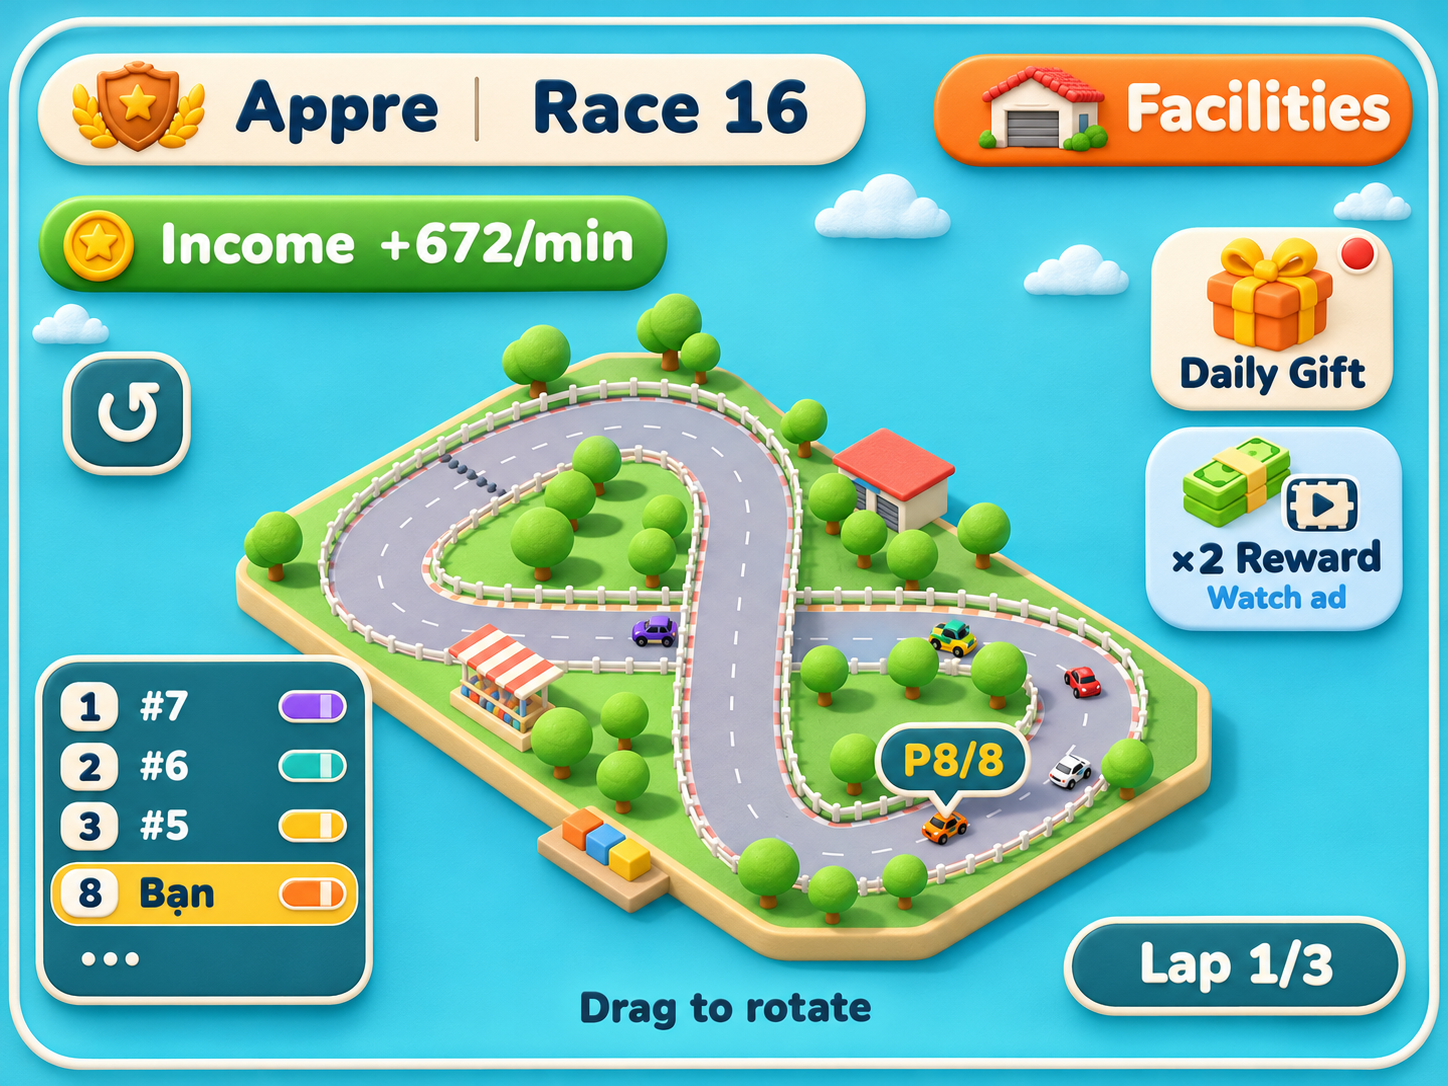 Appre | Race 16
Facilities
Income +672/min
Daily Gift
×2 Reward
Watch ad
1 #7
2 #6
3 #5
8 Bạn
...
P8/8
Lap 1/3
Drag to rotate